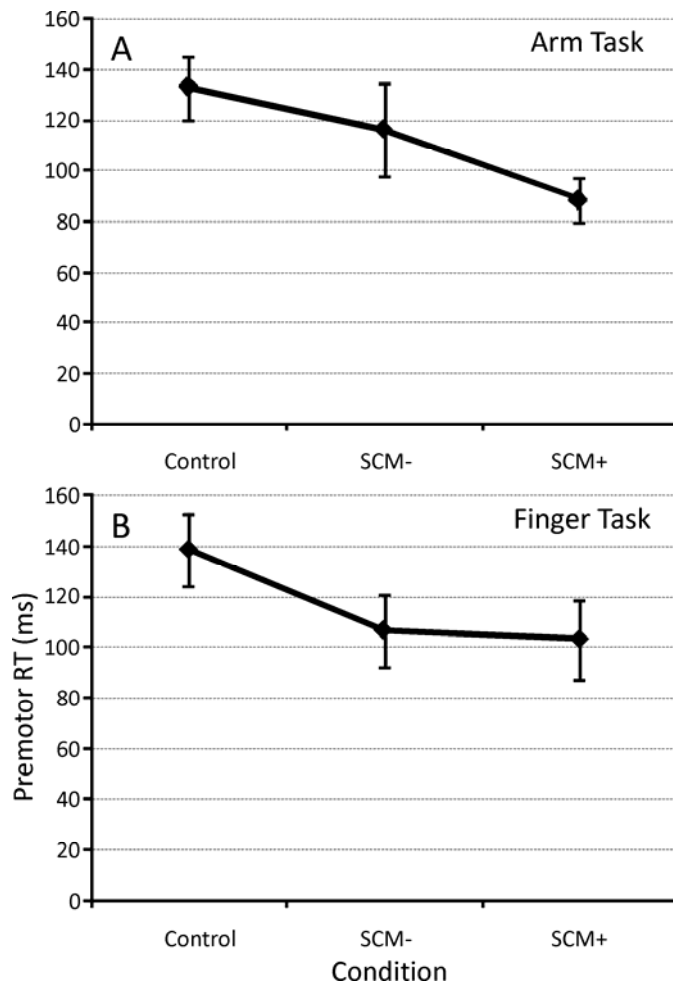 160
A
Arm Task
140
120
100
80
60
40
20
0
Control SCM- SCM+
160
B
Finger Task
140
120
100
80
60
40
20
0
Control SCM- SCM+
Premotor RT (ms)
Condition